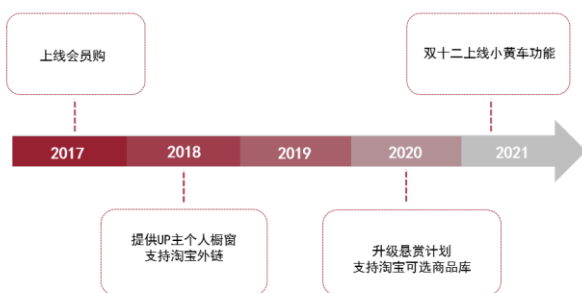 上线会员购
双十二上线小黄车功能
2017
2018
2019
2020
2021
提供UP主个人橱窗
支持淘宝外链
升级悬赏计划
支持淘宝可选商品库